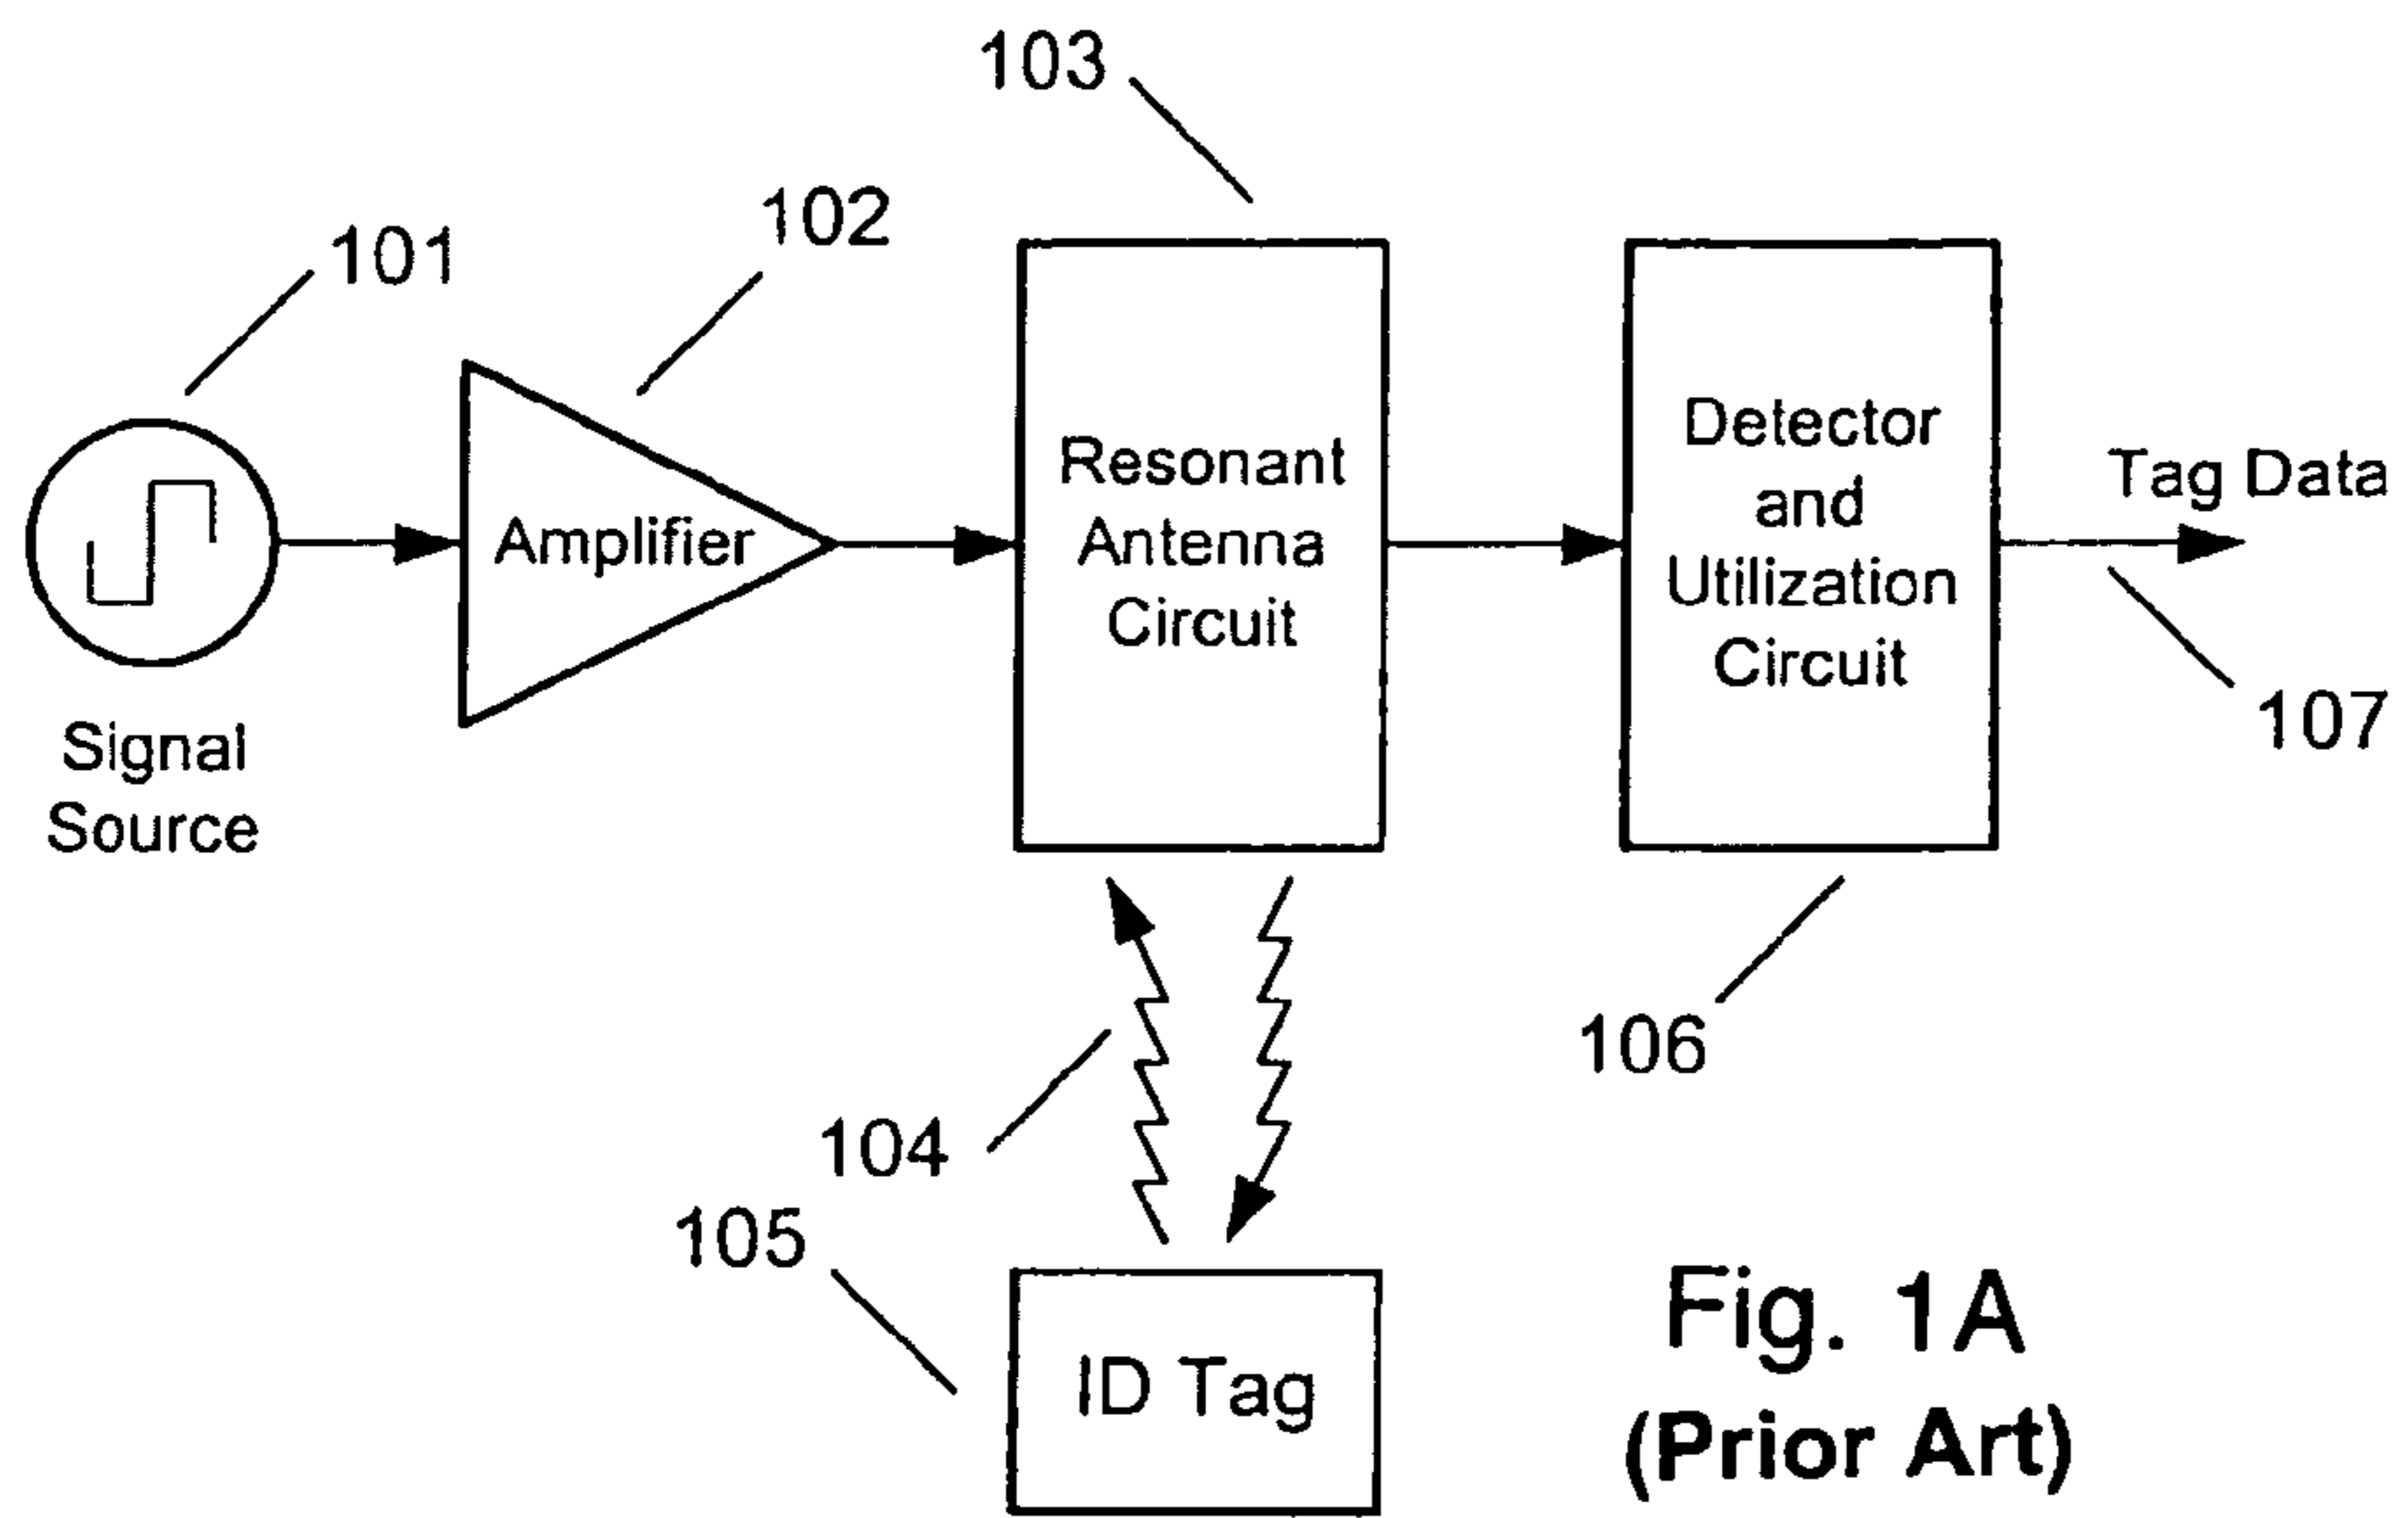 103
102
101
Resonant
Antenna
Circuit
Detector
and
Utilization
Circuit
Tag Data
Amplifier
107
Signal
Source
106
104
105
ID Tag
Fig. 1A
(Prior Art)